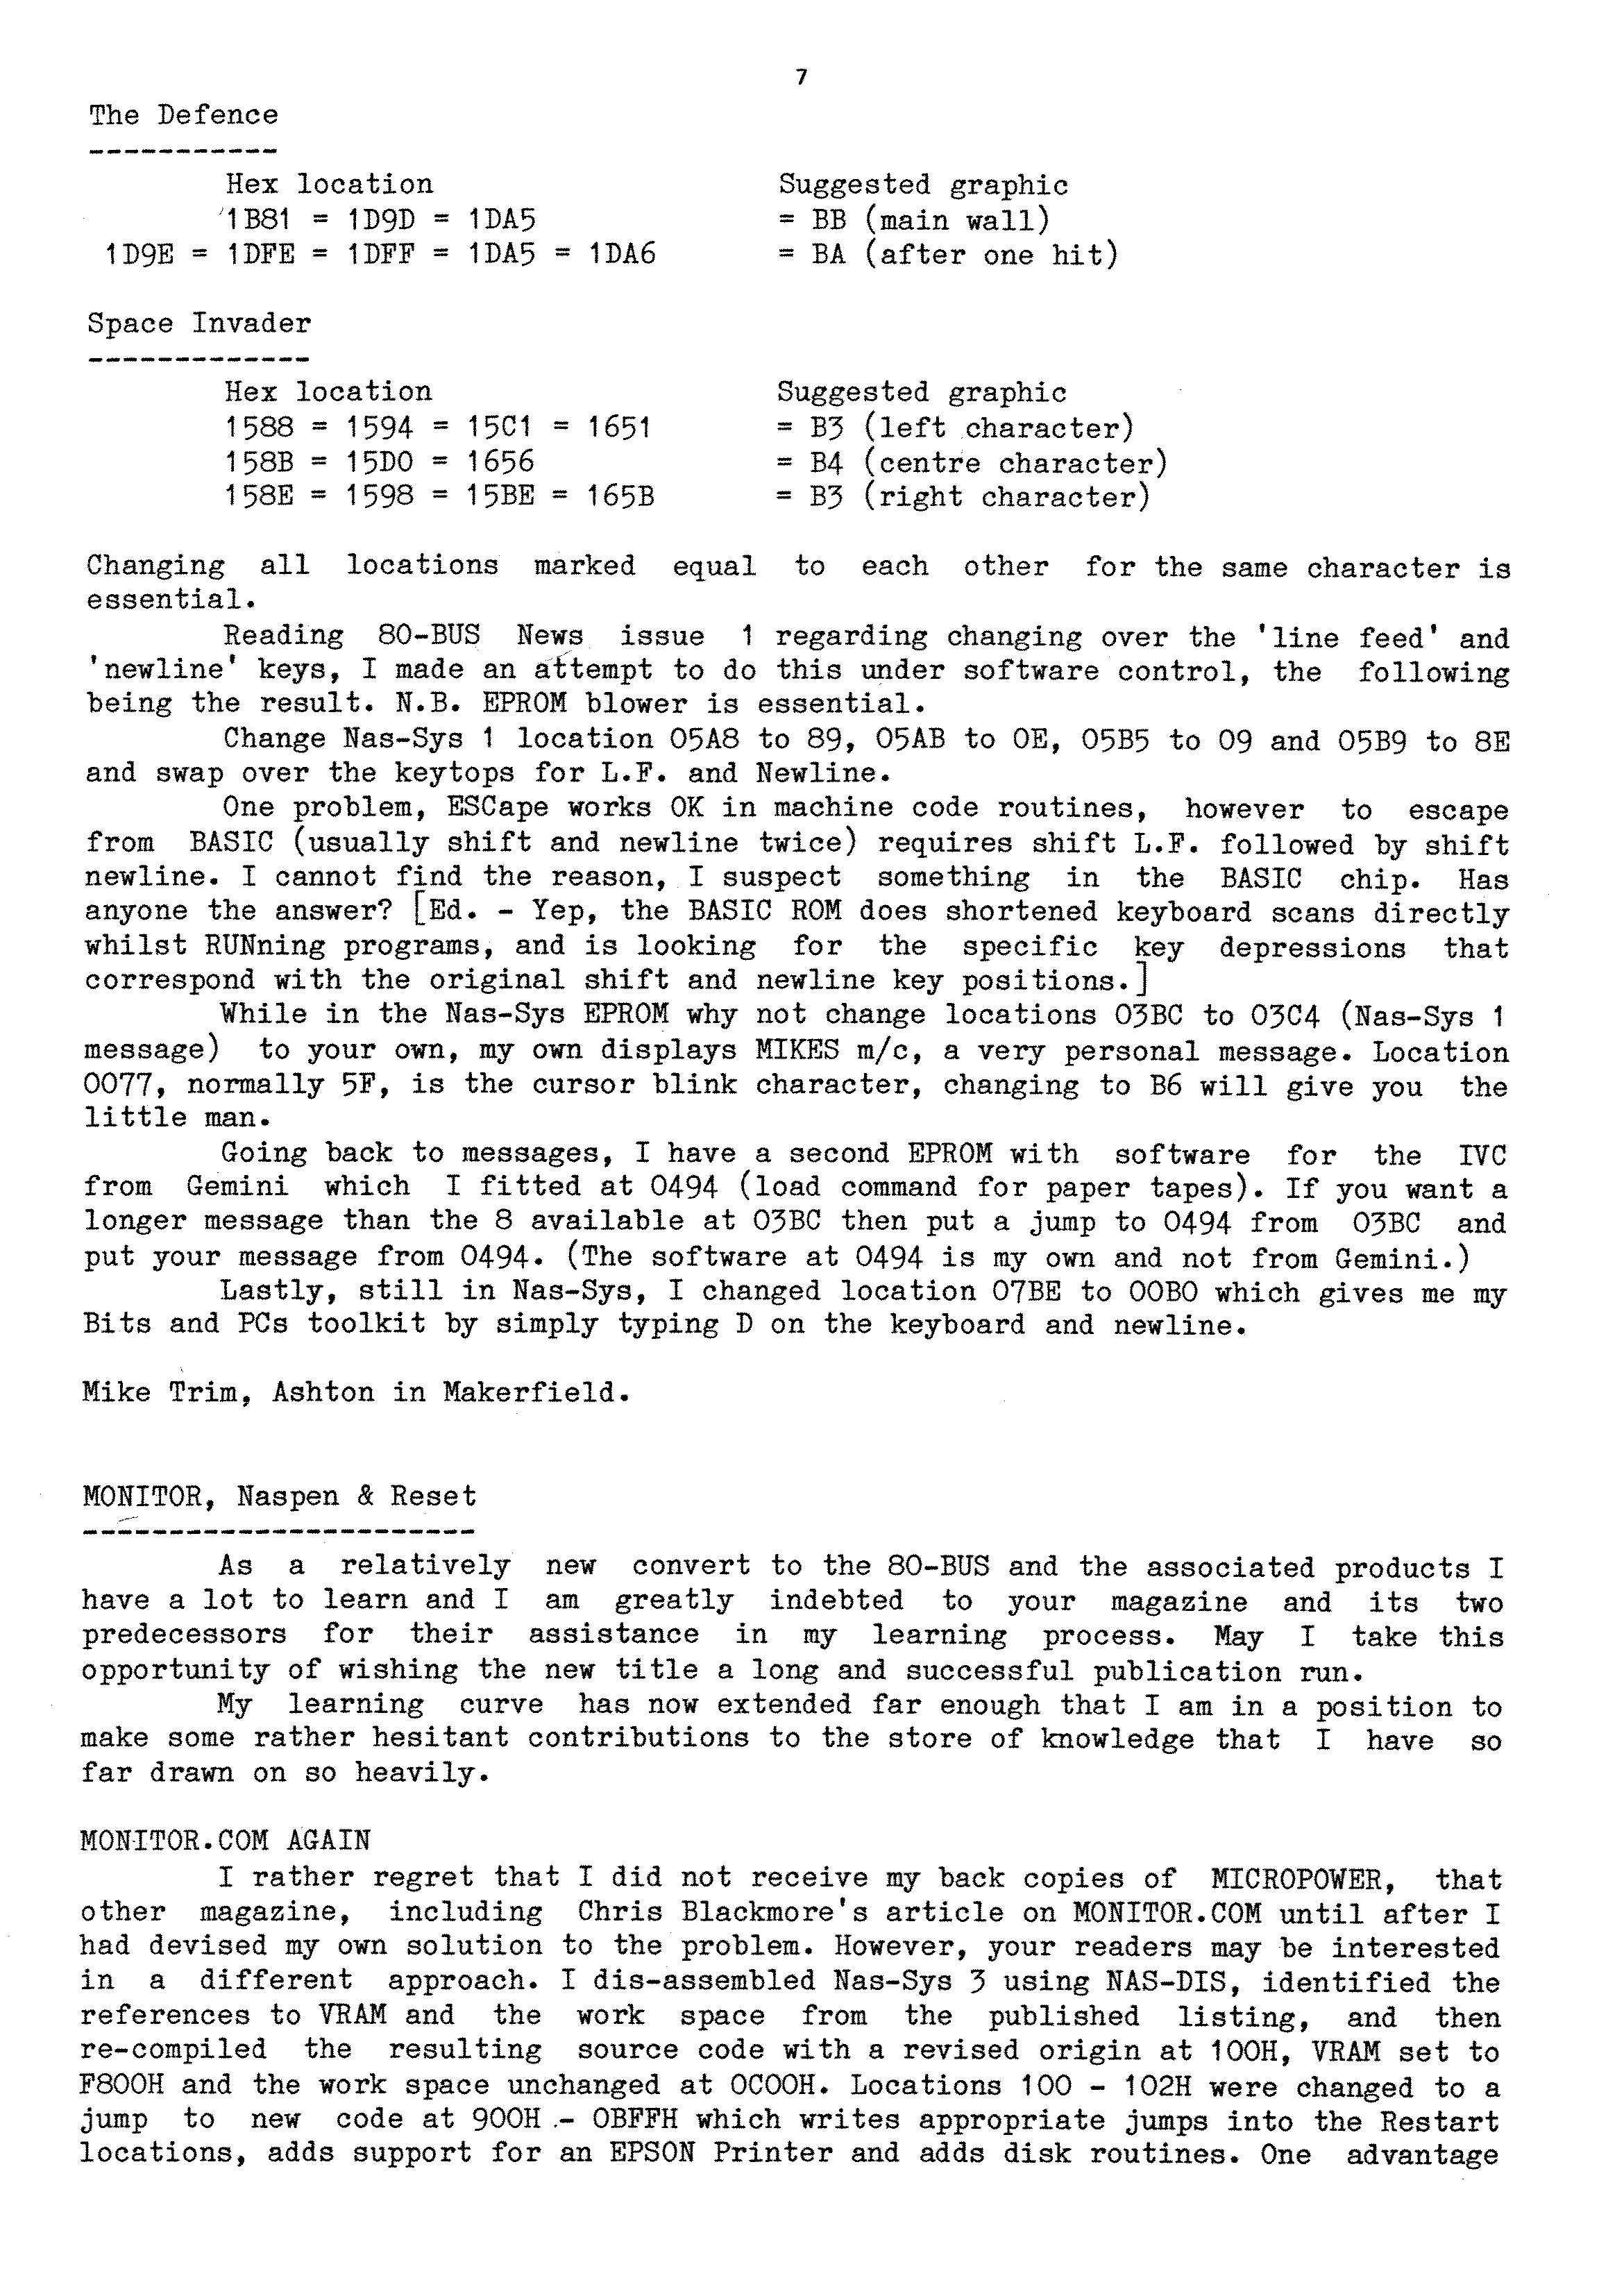 7
The Defence
-----------
Hex location Suggested graphic
1B81 = 1D9D = 1DA5 = BB (main wall)
1D9E = 1DFE = 1DFF = 1DA5 = 1DA6 = BA (after one hit)
Space Invader
-------------
Hex location Suggested graphic
1588 = 1594 = 15C1 = 1651 = B3 (left character)
158B = 15D0 = 1656 = B4 (centre character)
158E = 1598 = 15BE = 165B = B3 (right character)
Changing all locations marked equal to each other for the same character is
essential.
Reading 80-BUS News issue 1 regarding changing over the 'line feed' and
'newline' keys, I made an attempt to do this under software control, the following
being the result. N.B. EPROM blower is essential.
Change Nas-Sys 1 location 05A8 to 89, 05AB to 0E, 05B5 to 09 and 05B9 to 8E
and swap over the keytops for L.F. and Newline.
One problem, ESCape works OK in machine code routines, however to escape
from BASIC (usually shift and newline twice) requires shift L.F. followed by shift
newline. I cannot find the reason, I suspect something in the BASIC chip. Has
anyone the answer? [Ed. - Yep, the BASIC ROM does shortened keyboard scans directly
whilst RUNning programs, and is looking for the specific key depressions that
correspond with the original shift and newline key positions.]
While in the Nas-Sys EPROM why not change locations 03BC to 03C4 (Nas-Sys 1
message) to your own, my own displays MIKES m/c, a very personal message. Location
0077, normally 5F, is the cursor blink character, changing to B6 will give you the
little man.
Going back to messages, I have a second EPROM with software for the IVC
from Gemini which I fitted at 0494 (load command for paper tapes). If you want a
longer message than the 8 available at 03BC then put a jump to 0494 from 03BC and
put your message from 0494. (The software at 0494 is my own and not from Gemini.)
Lastly, still in Nas-Sys, I changed location 07BE to 00B0 which gives me my
Bits and PCs toolkit by simply typing D on the keyboard and newline.
Mike Trim, Ashton in Makerfield.
MONITOR, Naspen & Reset
-----------------------
As a relatively new convert to the 80-BUS and the associated products I
have a lot to learn and I am greatly indebted to your magazine and its two
predecessors for their assistance in my learning process. May I take this
opportunity of wishing the new title a long and successful publication run.
My learning curve has now extended far enough that I am in a position to
make some rather hesitant contributions to the store of knowledge that I have so
far drawn on so heavily.
MONITOR.COM AGAIN
I rather regret that I did not receive my back copies of MICROPOWER, that
other magazine, including Chris Blackmore's article on MONITOR.COM until after I
had devised my own solution to the problem. However, your readers may be interested
in a different approach. I dis-assembled Nas-Sys 3 using NAS-DIS, identified the
references to VRAM and the work space from the published listing, and then
re-compiled the resulting source code with a revised origin at 100H, VRAM set to
F800H and the work space unchanged at 0C00H. Locations 100 - 102H were changed to a
jump to new code at 900H - 0BFFH which writes appropriate jumps into the Restart
locations, adds support for an EPSON Printer and adds disk routines. One advantage